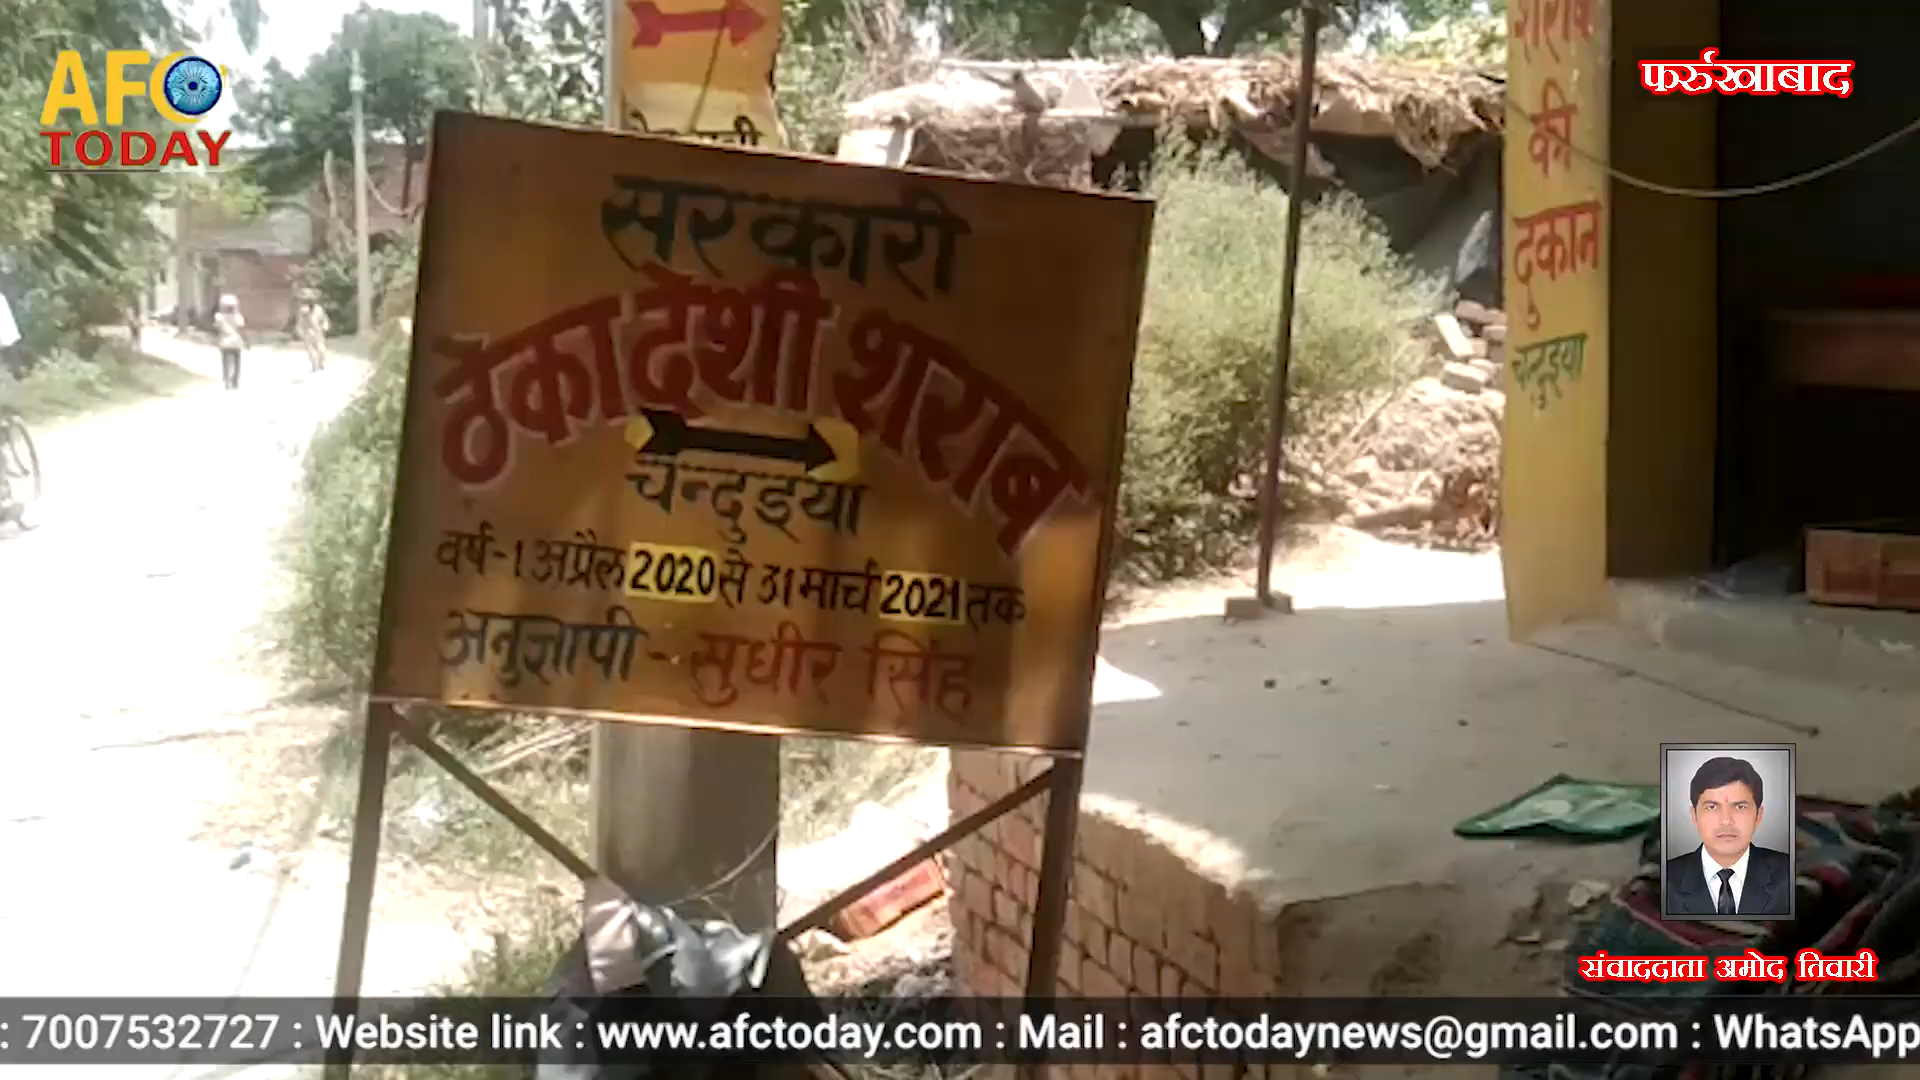 AFC
TODAY
फर्रुखाबाद
सरकारी
ठेका देशी शराब
चन्दुइया
वर्ष-1 अप्रैल 2020 से 31 मार्च 2021 तक
अनुज्ञापी - सुधीर सिंह
शराब
की
दुकान
चन्दुइया
संवाददाता अमोद तिवारी
: 7007532727 : Website link : www.afctoday.com : Mail : afctodaynews@gmail.com : WhatsApp